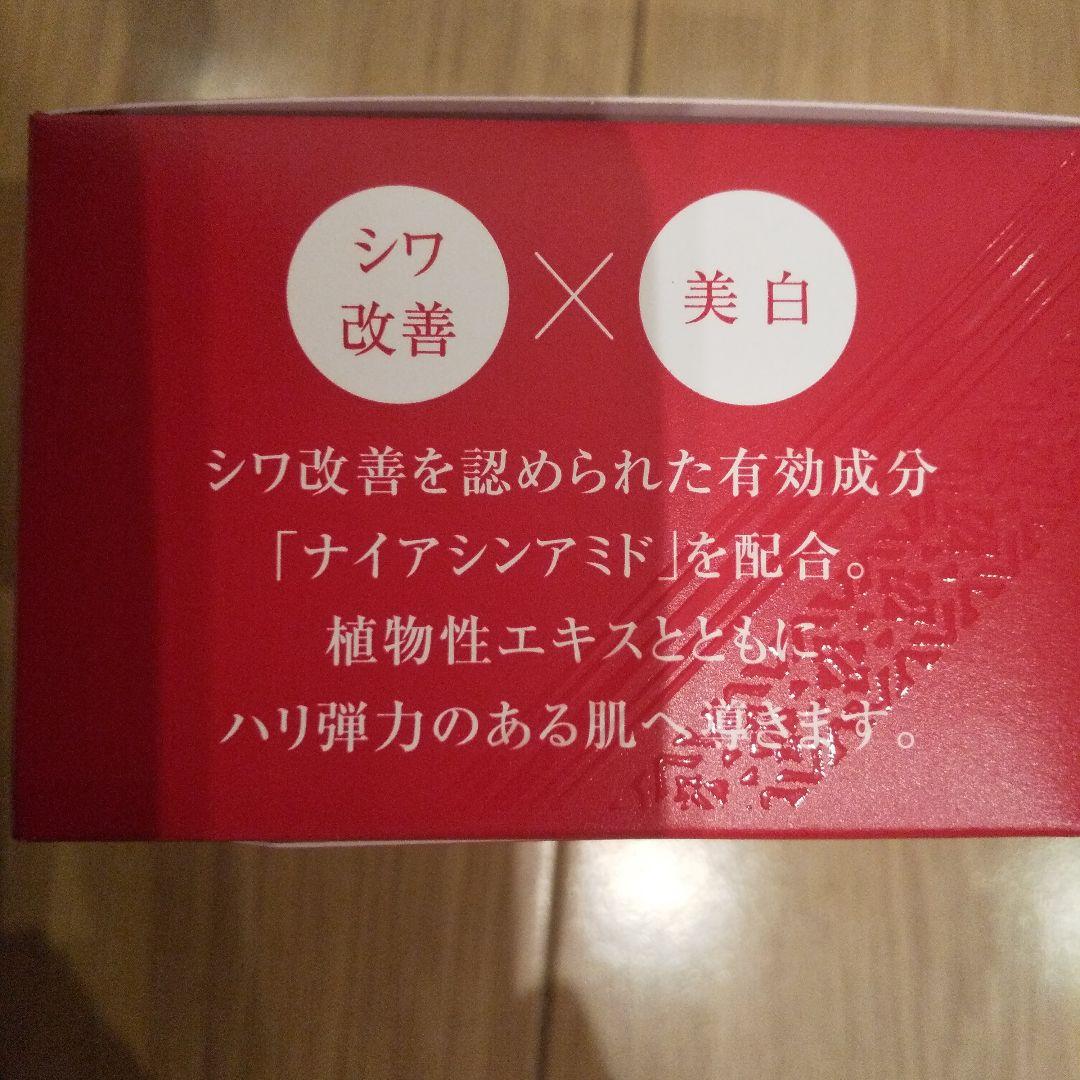 シワ
改善
×
美白
シワ改善を認められた有効成分
「ナイアシンアミド」を配合。
植物性エキスとともに
ハリ弾力のある肌へ導きます。